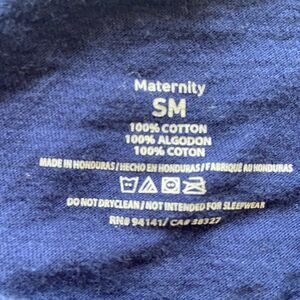 Maternity
SM
100% COTTON
100% ALGODON
100% COTON
MADE IN HONDURAS/HECHO EN HONDURAS/FABRIQUÉ AU HONDURAS
DO NOT DRYCLEAN/NOT INTENDED FOR SLEEPWEAR
RN# 94141/ CA# 38327